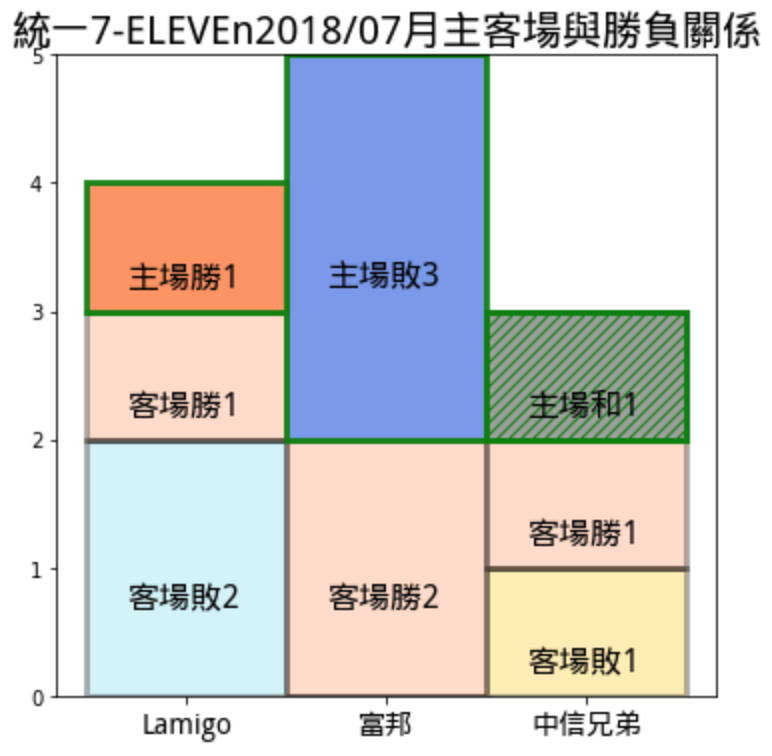 統一7-ELEVEn2018/07月主客場與勝負關係
5
4
3
2
1
0
主場勝1
客場勝1
客場敗2
主場敗3
客場勝2
主場和1
客場勝1
客場敗1
Lamigo
富邦
中信兄弟